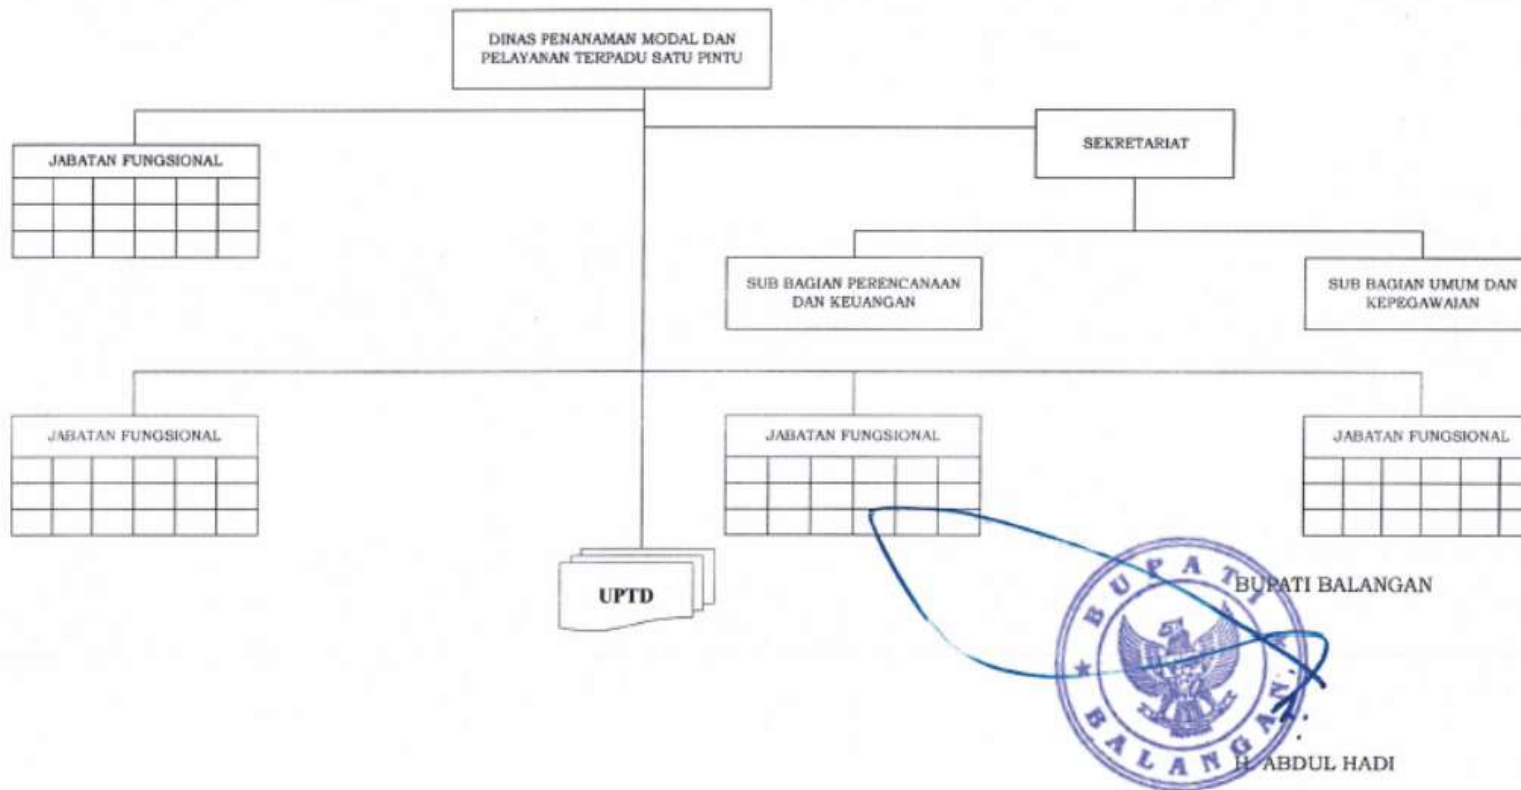 DINAS PENANAMAN MODAL DAN
PELAYANAN TERPADU SATU PINTU
JABATAN FUNGSIONAL
SEKRETARIAT
SUB BAGIAN PERENCANAAN
DAN KEUANGAN
SUB BAGIAN UMUM DAN
KEPEGAWAIAN
JABATAN FUNGSIONAL
JABATAN FUNGSIONAL
JABATAN FUNGSIONAL
UPTD
BUPATI BALANGAN
BUPATI
BALANGAN
H. ABDUL HADI